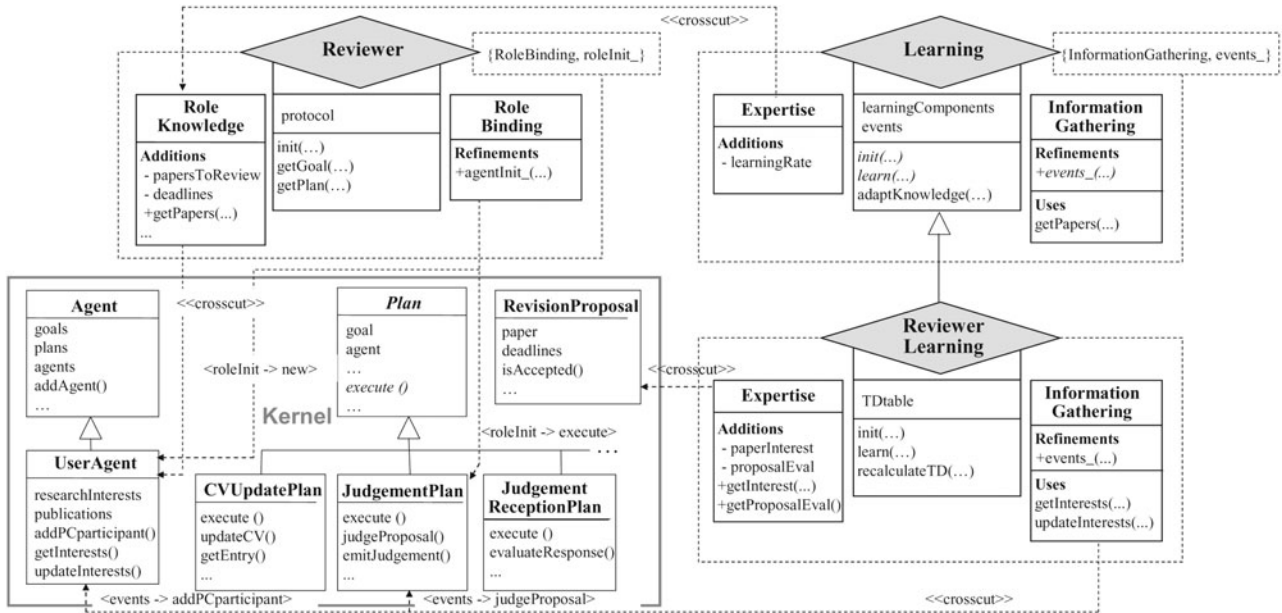 <<crosscut>>
Reviewer
{RoleBinding, roleInit_}
Role
Knowledge
Additions
- papersToReview
- deadlines
+getPapers(...)
...
protocol
init(…)
getGoal(…)
getPlan(…)
Role
Binding
Refinements
+agentInit_(...)
Learning
{InformationGathering, events_}
Expertise
Additions
- learningRate
learningComponents
events
init(...)
learn(...)
adaptKnowledge(…)
Information
Gathering
Refinements
+events_(...)
Uses
getPapers(...)
Agent
goals
plans
agents
addAgent()
…
<<crosscut>>
<roleInit -> new>
Kernel
Plan
goal
agent
…
execute ()
…
RevisionProposal
paper
deadlines
isAccepted()
…
<<crosscut>>
<roleInit -> execute>
...
UserAgent
researchInterests
publications
addPCparticipant()
getInterests()
updateInterests()
CVUpdatePlan
execute ()
updateCV()
getEntry()
...
JudgementPlan
execute ()
judgeProposal()
emitJudgement()
...
Judgement
ReceptionPlan
execute ()
evaluateResponse()
...
Reviewer
Learning
Expertise
Additions
- paperInterest
- proposalEval
+getInterest(...)
+getProposalEval()
TDtable
init(…)
learn(…)
recalculateTD(…)
Information
Gathering
Refinements
+events_(...)
Uses
getInterests(...)
updateInterests(...)
<events -> addPCparticipant>
<events -> judgeProposal>
<<crosscut>>